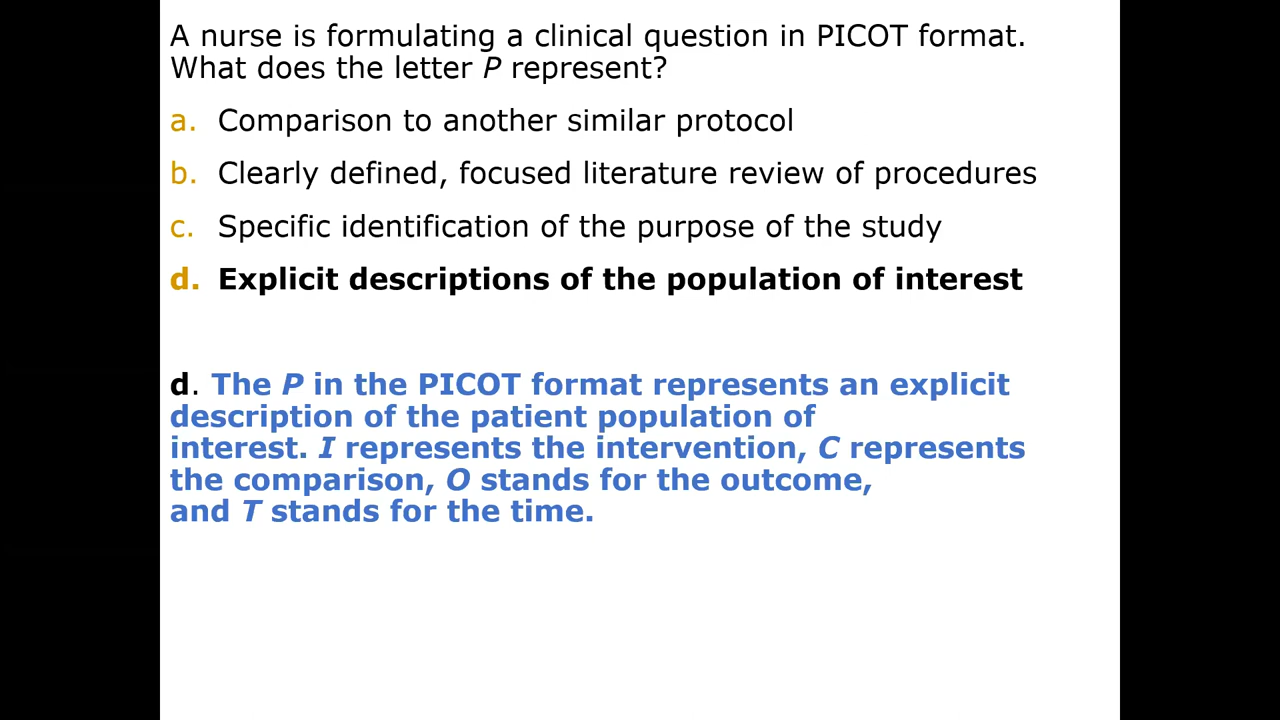 A nurse is formulating a clinical question in PICOT format.
What does the letter P represent?
a. Comparison to another similar protocol
b. Clearly defined, focused literature review of procedures
c. Specific identification of the purpose of the study
d. Explicit descriptions of the population of interest
d. The P in the PICOT format represents an explicit
description of the patient population of
interest. I represents the intervention, C represents
the comparison, O stands for the outcome,
and T stands for the time.